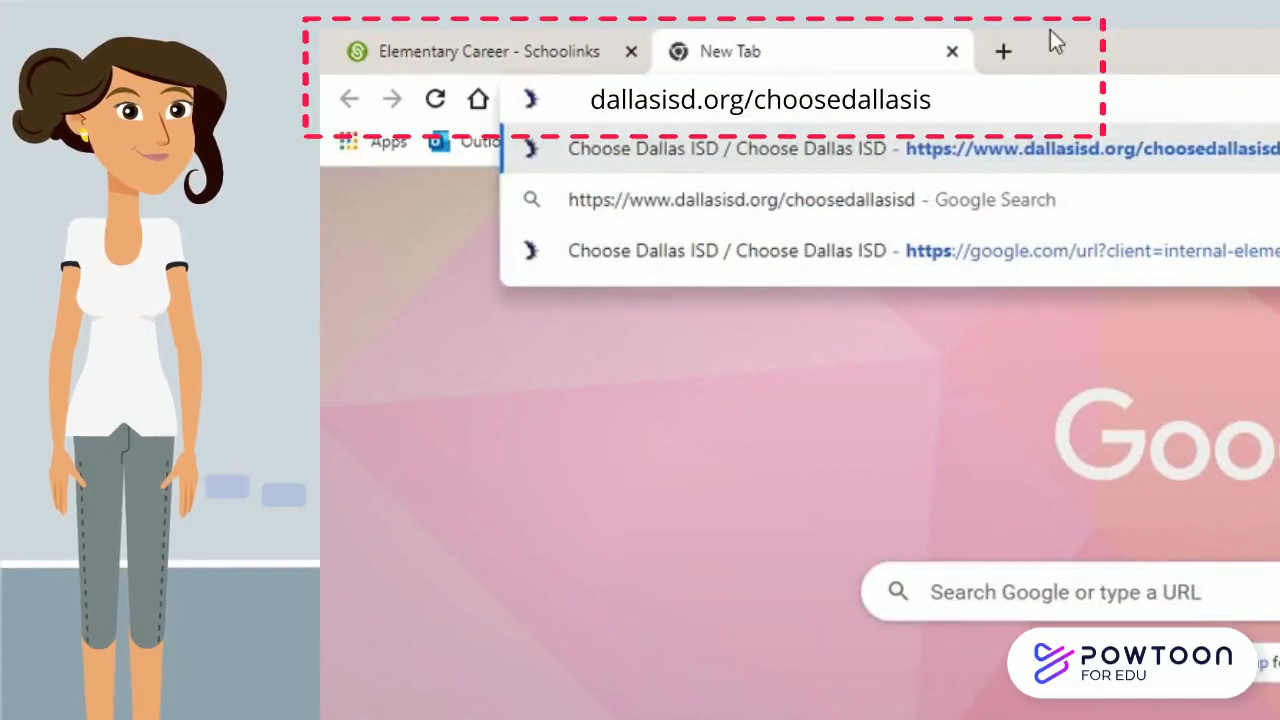 Elementary Career - Schoolinks
New Tab
dallasisd.org/choosedallasis
Apps
Outlo
Choose Dallas ISD / Choose Dallas ISD - https://www.dallasisd.org/choosedallasisd
https://www.dallasisd.org/choosedallasisd - Google Search
Choose Dallas ISD / Choose Dallas ISD - https://google.com/url?client=internal-eleme
Goo
Search Google or type a URL
POWTOON
FOR EDU